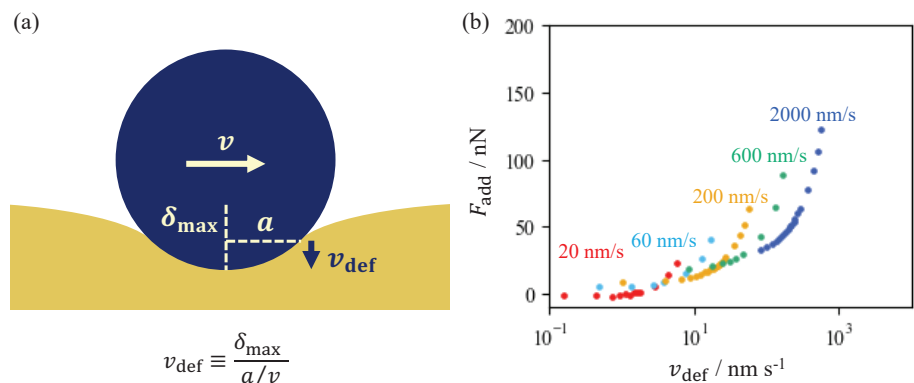 (a)
v
δmax
a
vdef
vdef ≡ δmax / a/v
(b)
Fadd / nN
200
150
100
50
0
2000 nm/s
600 nm/s
200 nm/s
60 nm/s
20 nm/s
10⁻¹ 10¹ 10³
vdef / nm s⁻¹